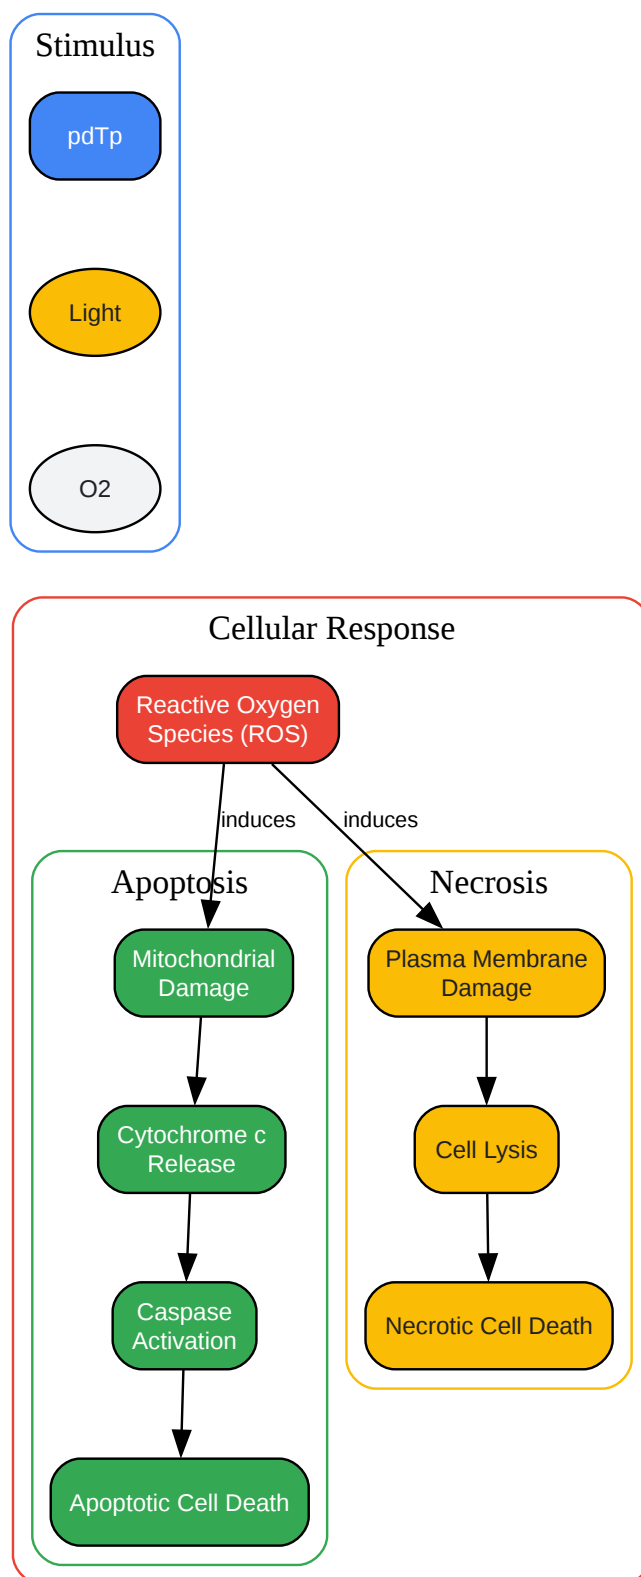 Stimulus
pdTp
Light
O2
Cellular Response
Reactive Oxygen
Species (ROS)
induces
induces
Apoptosis
Necrosis
Mitochondrial
Damage
Plasma Membrane
Damage
Cytochrome c
Release
Cell Lysis
Caspase
Activation
Necrotic Cell Death
Apoptotic Cell Death